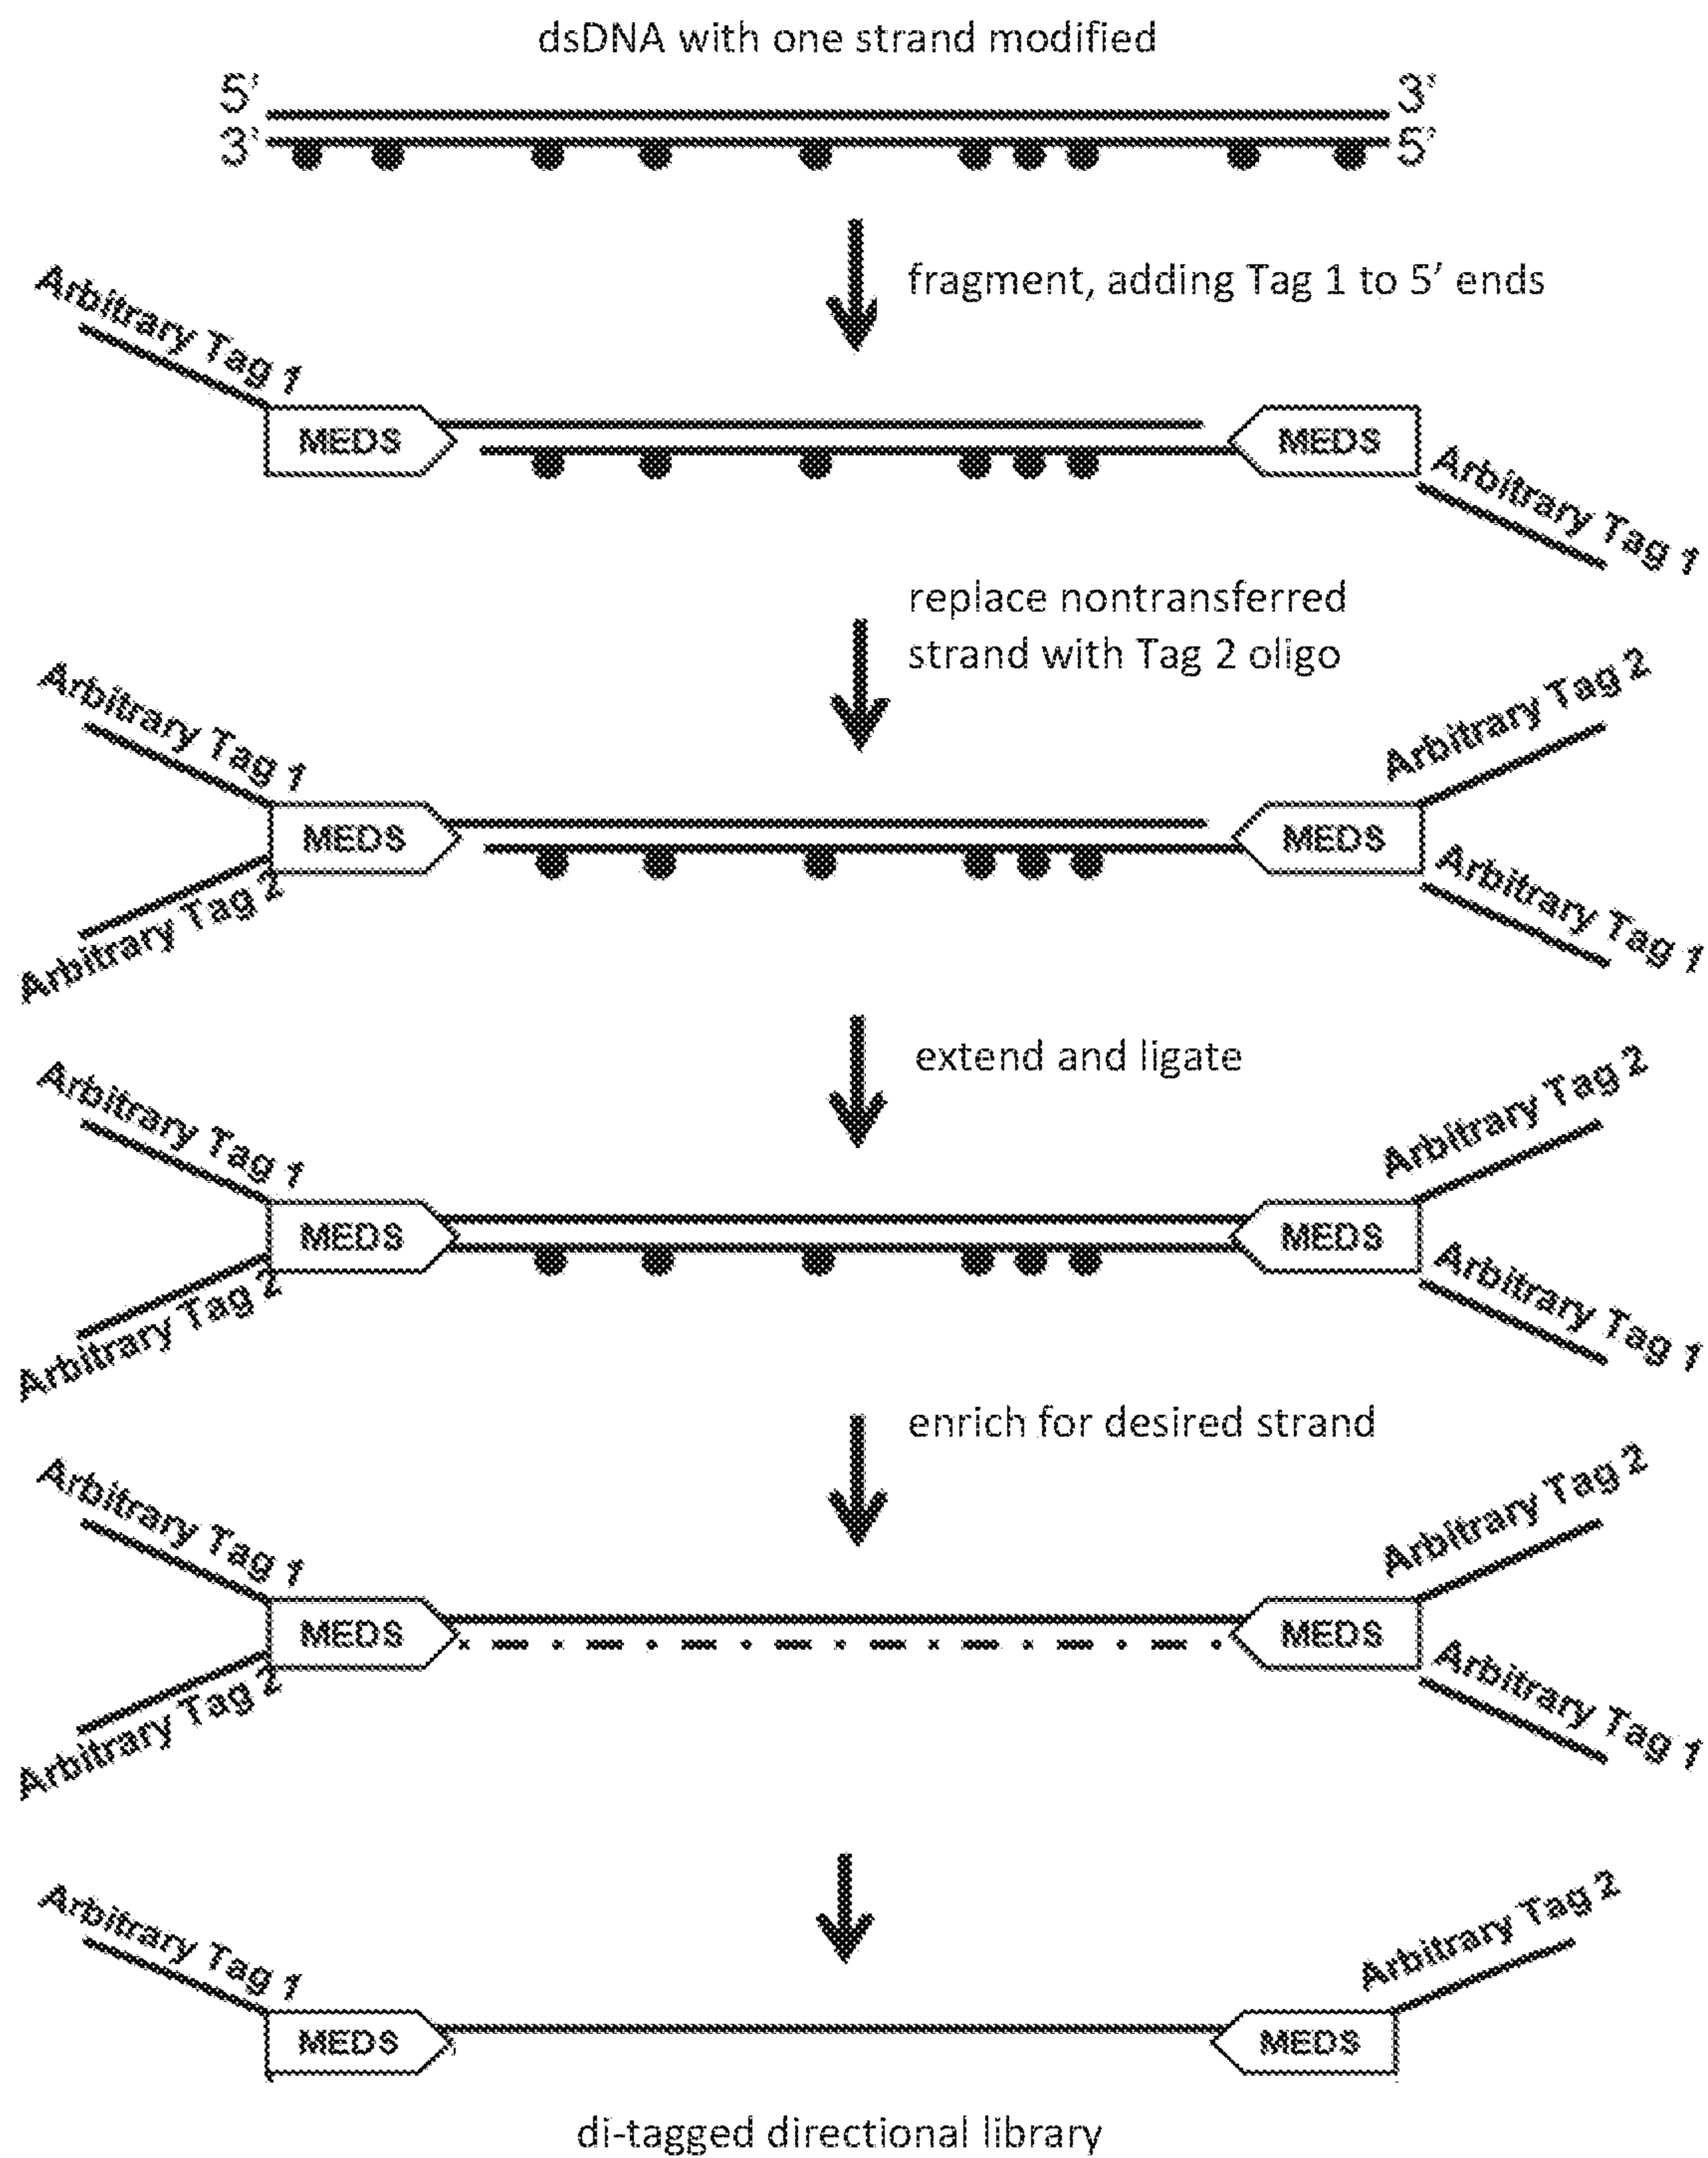 dsDNA with one strand modified
5' 3'
3' 5'
fragment, adding Tag 1 to 5' ends
Arbitrary Tag 1
MEDS MEDS
Arbitrary Tag 1
replace nontransferred
strand with Tag 2 oligo
Arbitrary Tag 1 Arbitrary Tag 2
MEDS MEDS
Arbitrary Tag 2 Arbitrary Tag 1
extend and ligate
Arbitrary Tag 1 Arbitrary Tag 2
MEDS MEDS
Arbitrary Tag 2 Arbitrary Tag 1
enrich for desired strand
Arbitrary Tag 1 Arbitrary Tag 2
MEDS MEDS
Arbitrary Tag 2 Arbitrary Tag 1
Arbitrary Tag 1 Arbitrary Tag 2
MEDS MEDS
di-tagged directional library